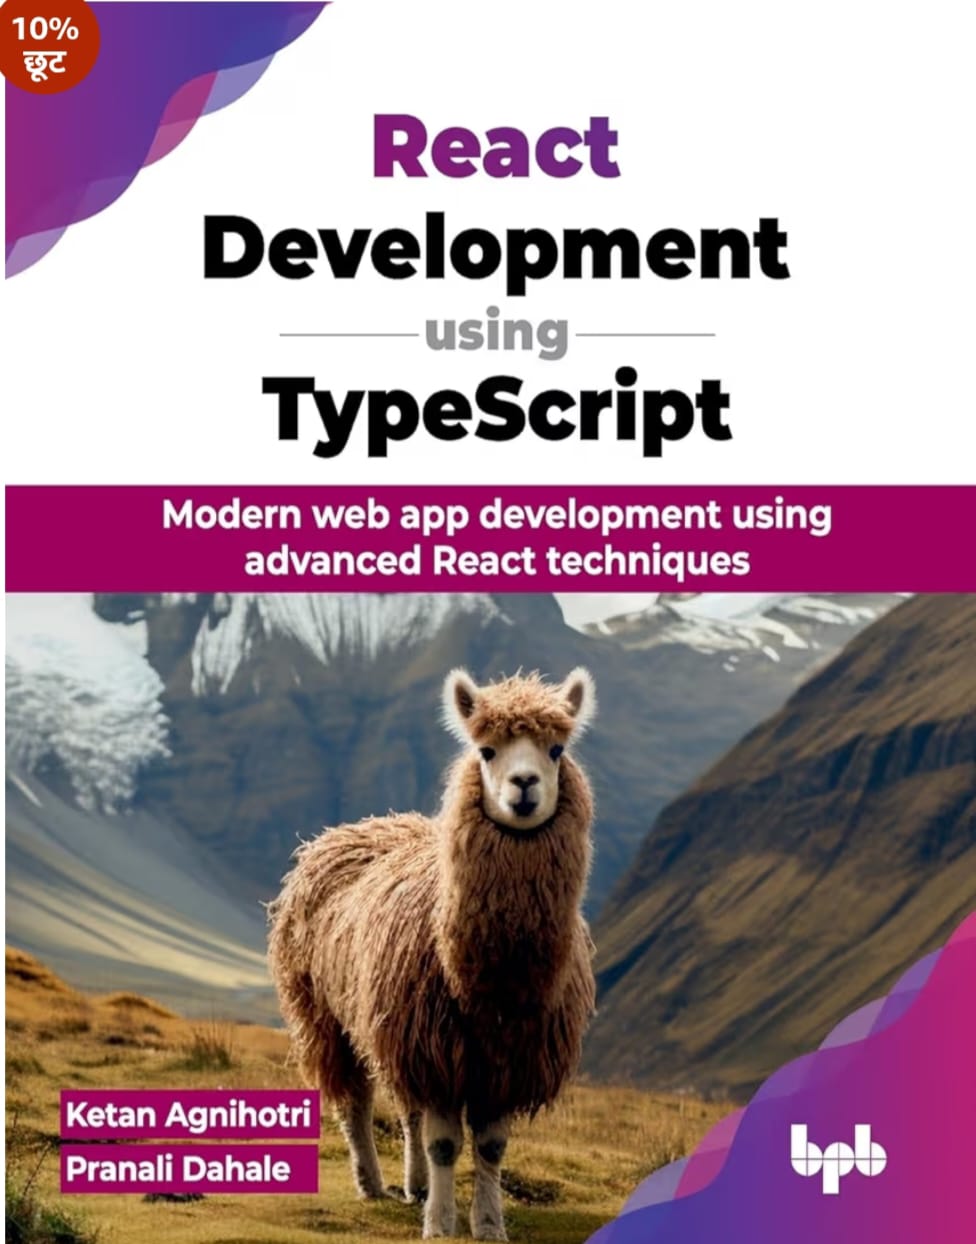 10%
छूट
React
Development
using
TypeScript
Modern web app development using
advanced React techniques
Ketan Agnihotri
Pranali Dahale
bpb